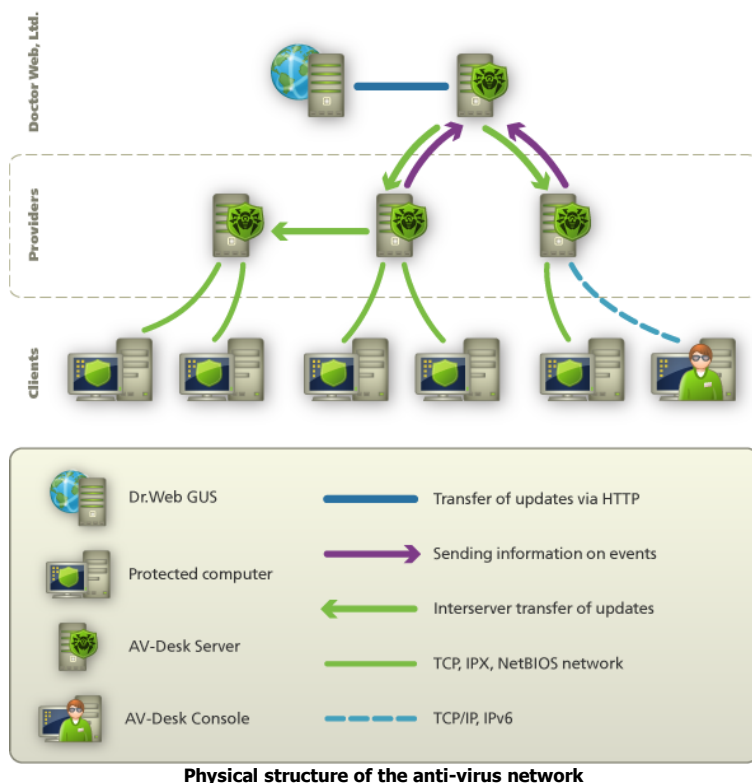 Doctor Web, Ltd.
Providers
Clients
Dr.Web GUS
Transfer of updates via HTTP
Sending information on events
Protected computer
Interserver transfer of updates
AV-Desk Server
TCP, IPX, NetBIOS network
AV-Desk Console
TCP/IP, IPv6
Physical structure of the anti-virus network